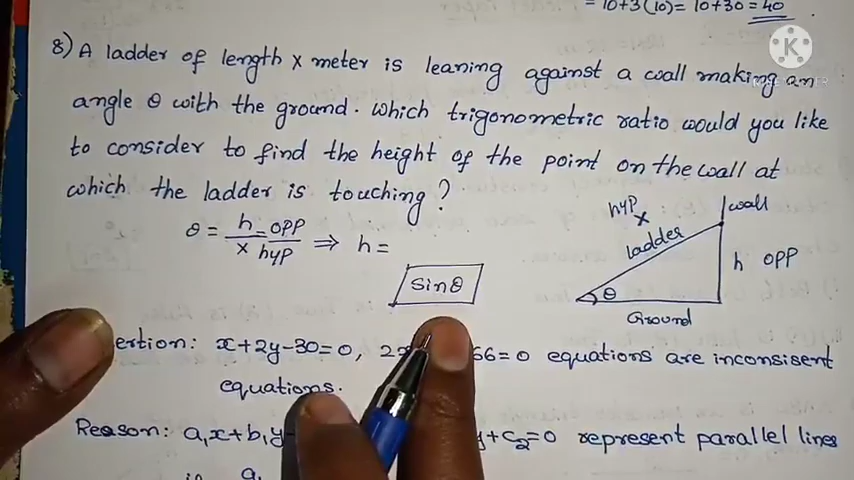 = 10+3(10) = 10+30 = 40
8) A ladder of length x meter is leaning against a wall making an
angle θ with the ground. Which trigonometric ratio would you like
to consider to find the height of the point on the wall at
which the ladder is touching?
θ = h/x = opp/hyp ⇒ h =
sinθ
hyp
x
wall
ladder
h opp
θ
Ground
ertion: x+2y-30=0, 2x 66=0 equations are inconsisent
equations.
Reason: a₁x+b₁y y+c₂=0 represent parallel lines
a₁
K